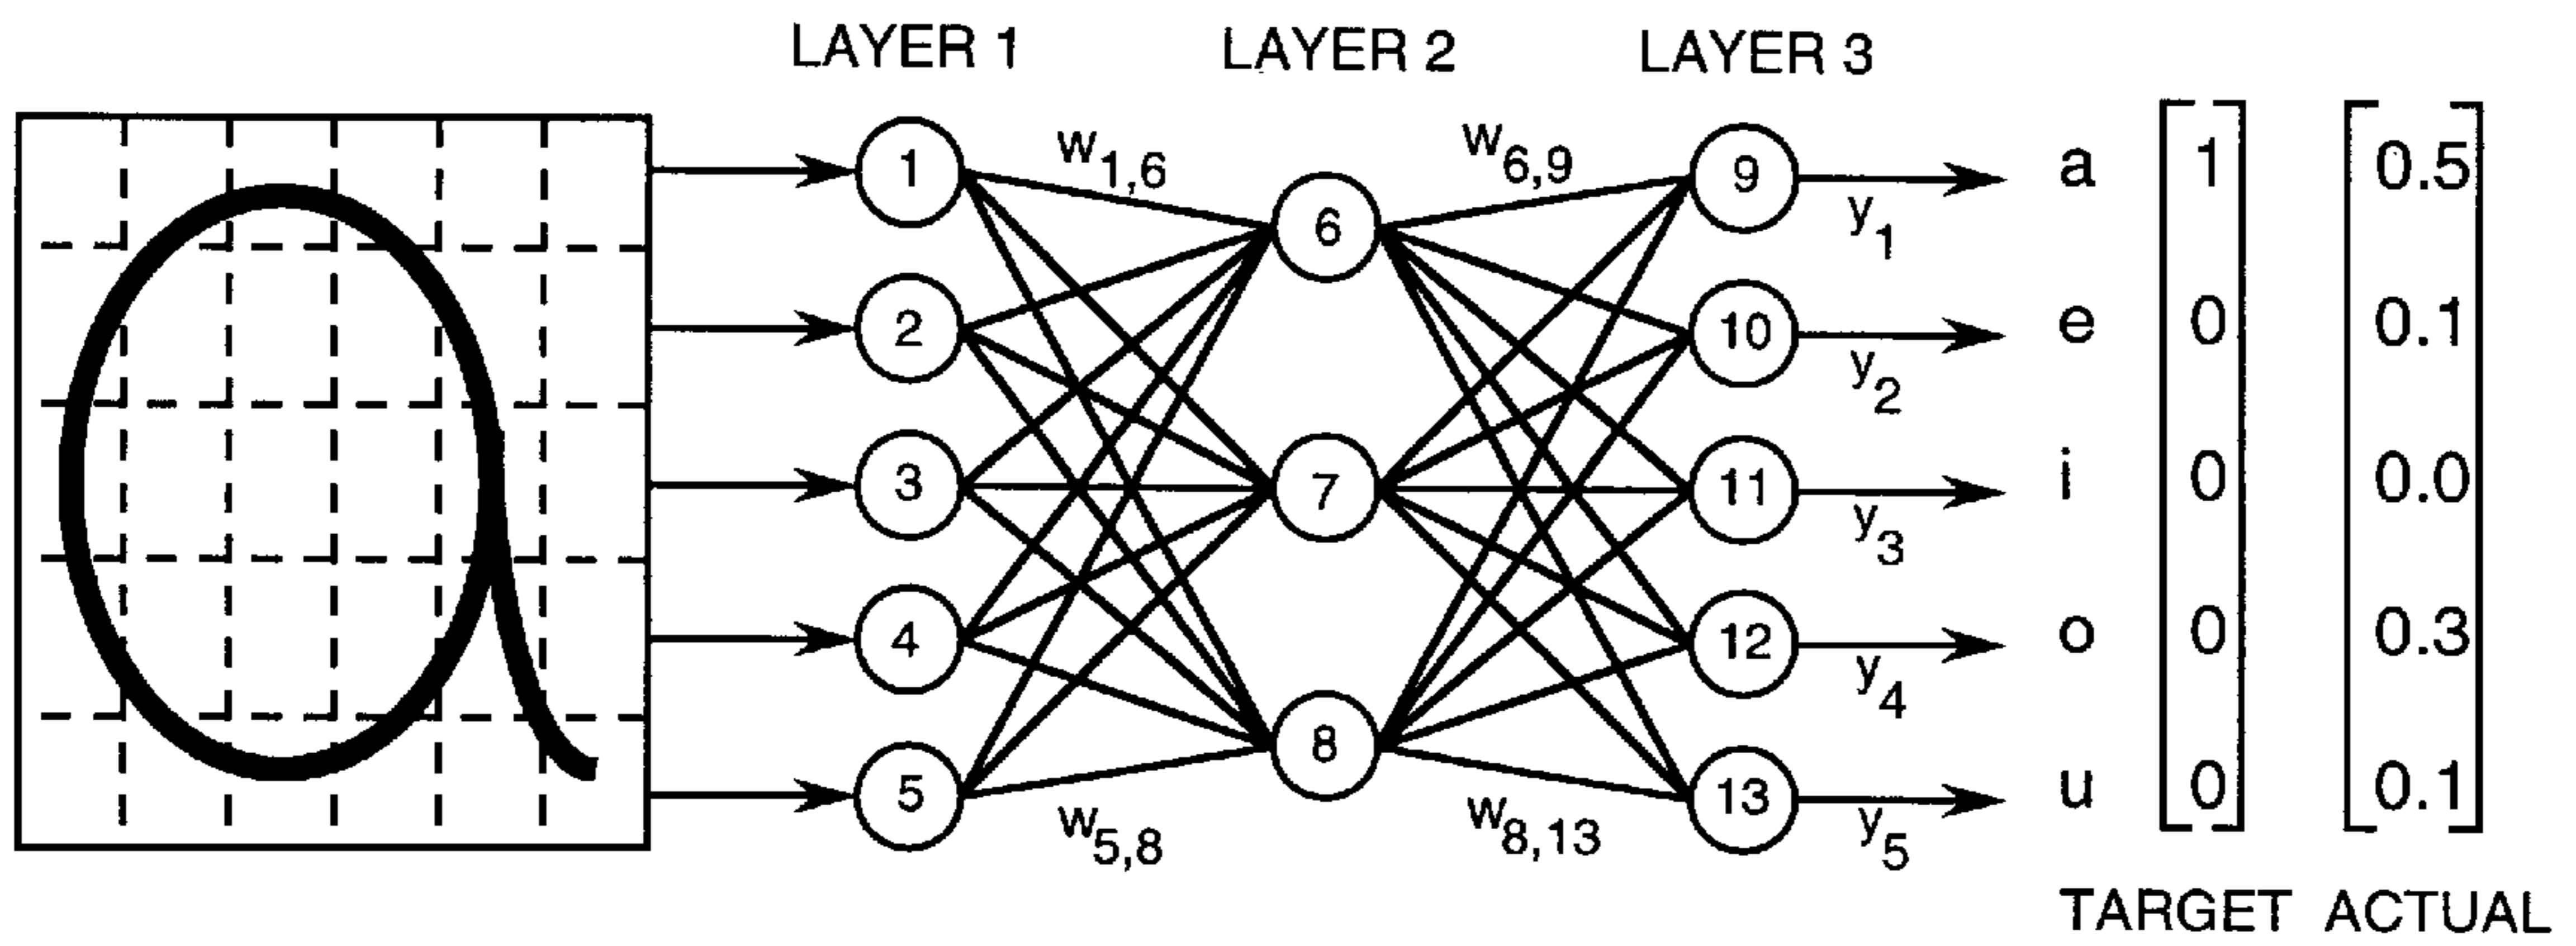 LAYER 1 LAYER 2 LAYER 3
w1,6 w6,9
1 6 9 y1 a 1 0.5
2 10 y2 e 0 0.1
3 7 11 y3 i 0 0.0
4 12 y4 o 0 0.3
5 8 13 y5 u 0 0.1
w5,8 w8,13
TARGET ACTUAL